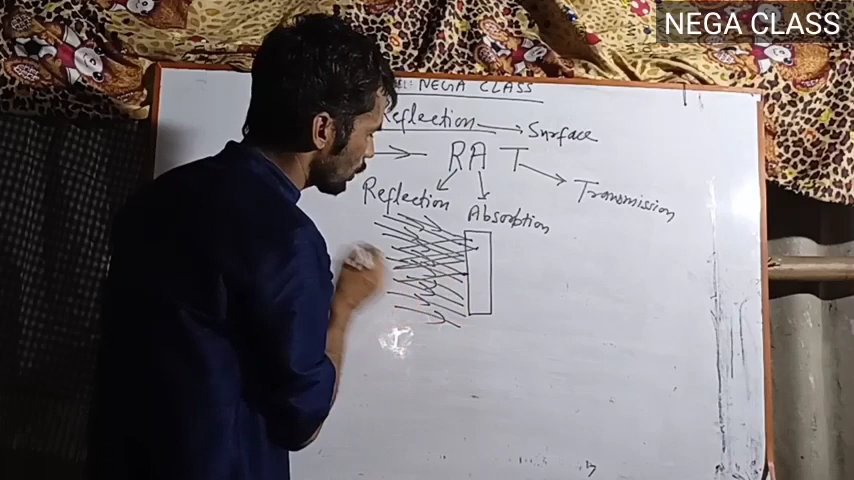 NEGA CLASS
NEGA CLASS
Reflection → Surface
→ RAT
Transmission
Reflection
Absorption